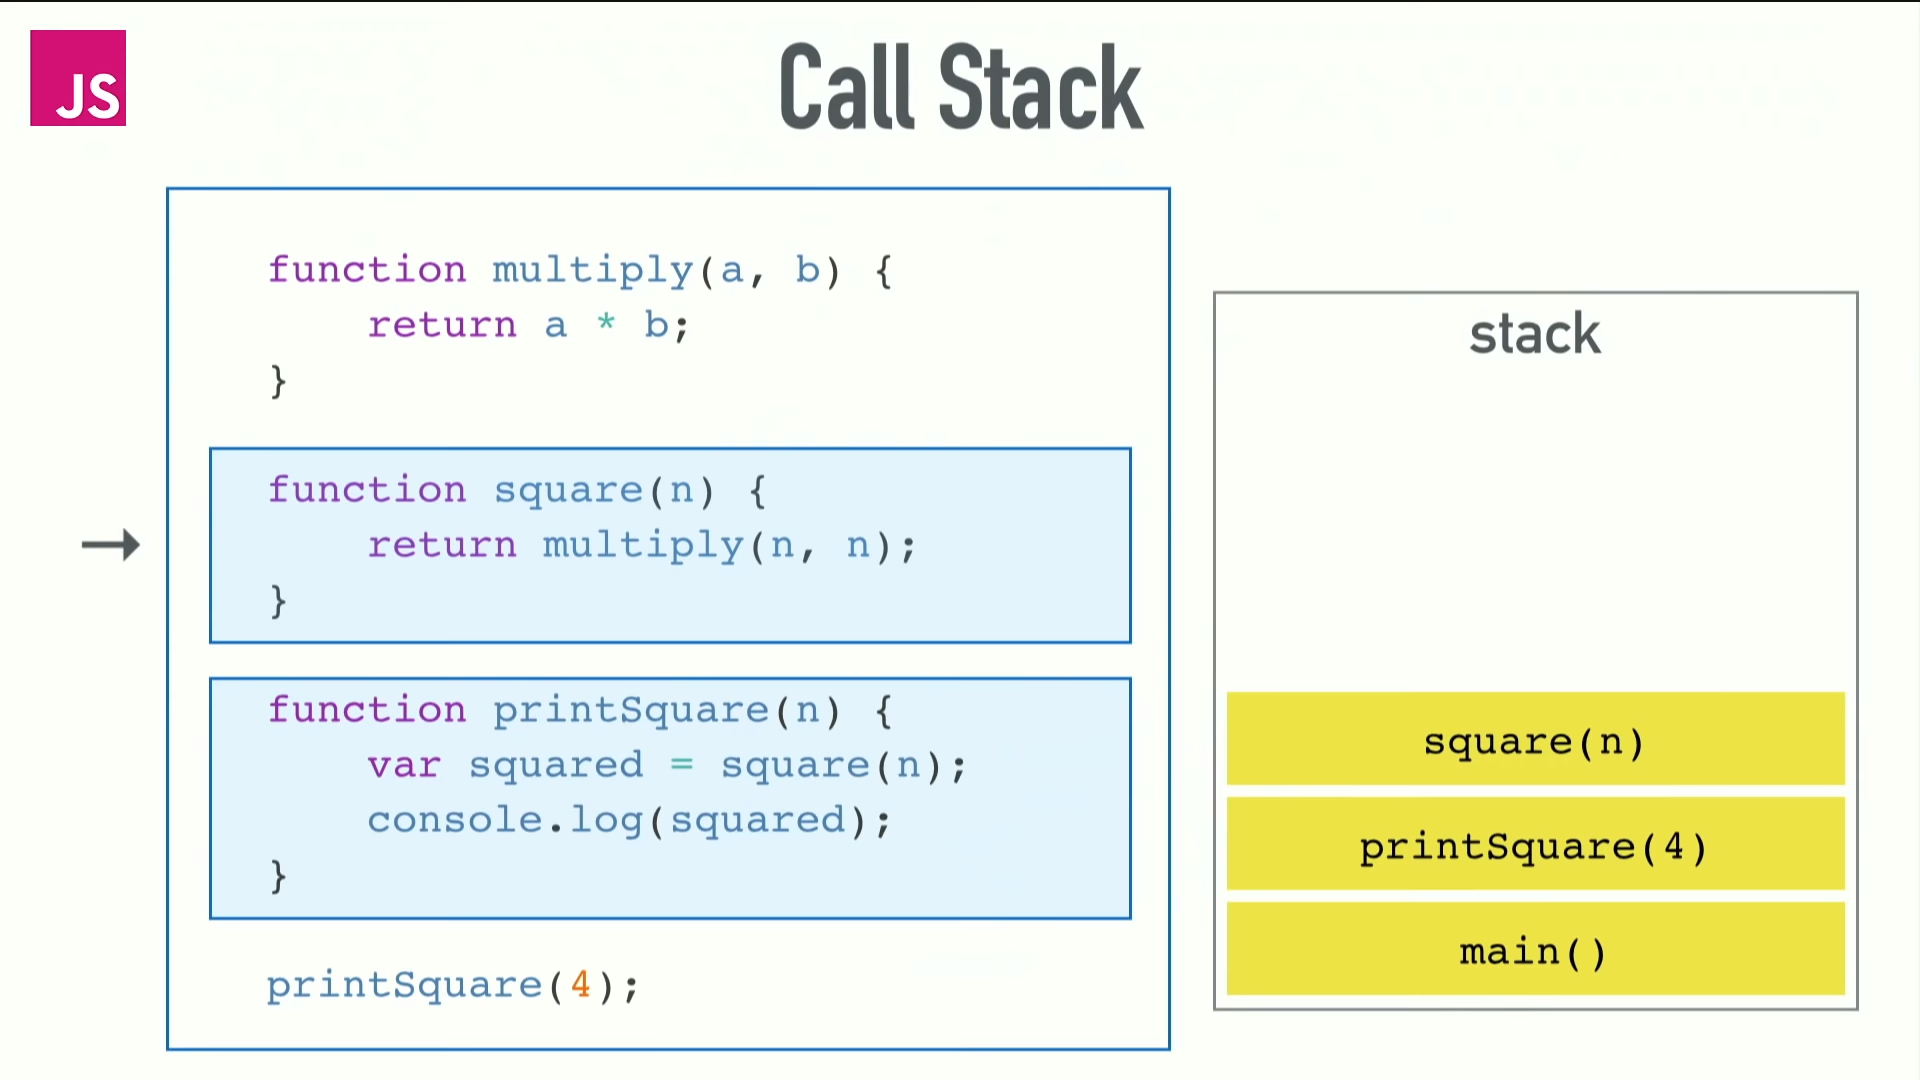 JS
Call Stack
function multiply(a, b) {
    return a * b;
}
function square(n) {
    return multiply(n, n);
}
function printSquare(n) {
    var squared = square(n);
    console.log(squared);
}
printSquare(4);
stack
square(n)
printSquare(4)
main()